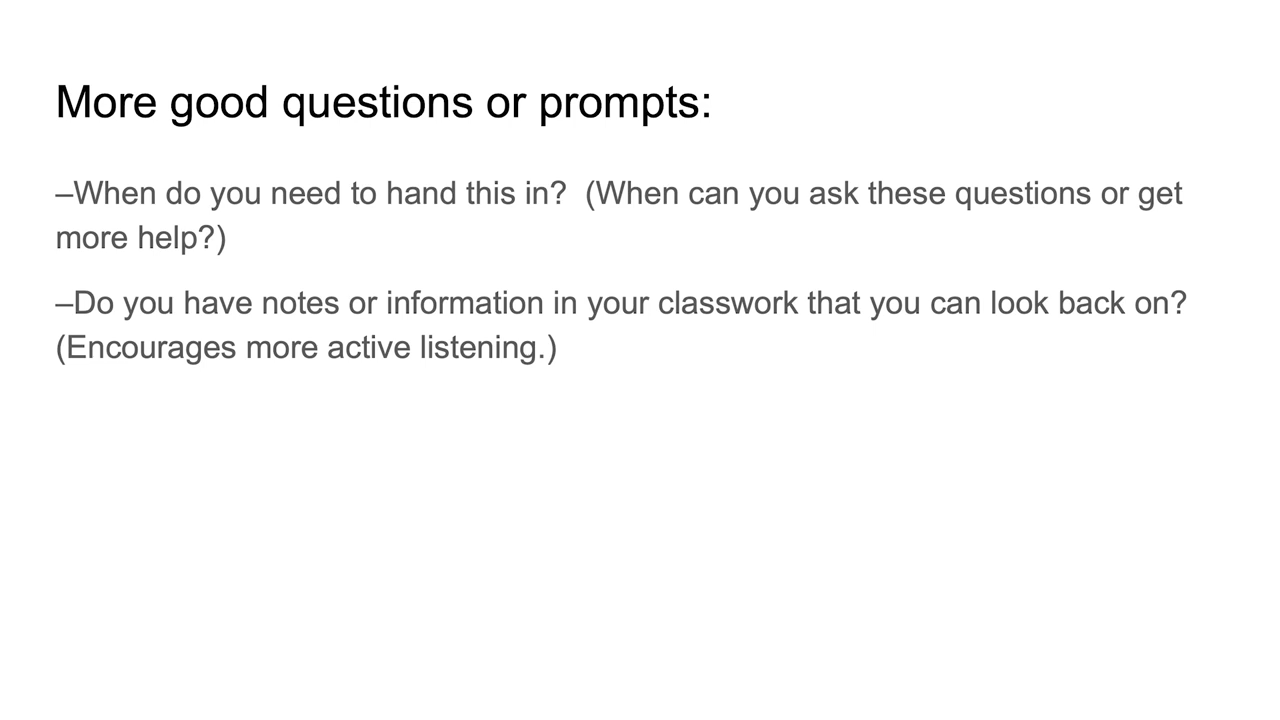 More good questions or prompts:
–When do you need to hand this in?  (When can you ask these questions or get
more help?)
–Do you have notes or information in your classwork that you can look back on?
(Encourages more active listening.)